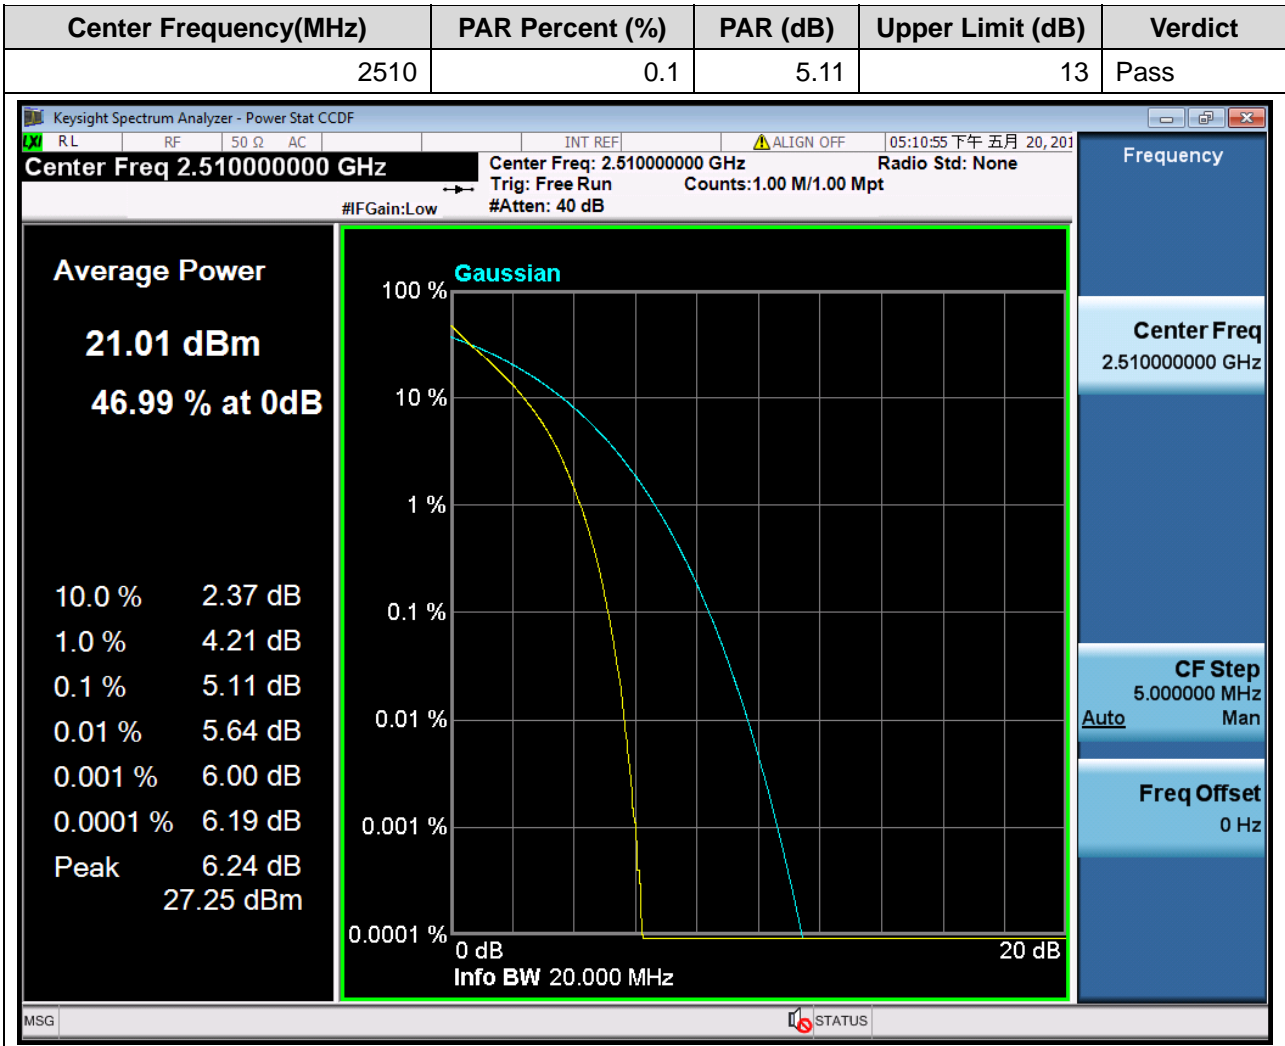 Center Frequency(MHz) PAR Percent (%) PAR (dB) Upper Limit (dB) Verdict
2510 0.1 5.11 13 Pass
Keysight Spectrum Analyzer - Power Stat CCDF
LXI RL RF 50 Ω AC INT REF ALIGN OFF 05:10:55 下午 五月 20, 201
Center Freq 2.510000000 GHz
#IFGain:Low
Center Freq: 2.510000000 GHz Radio Std: None
Trig: Free Run Counts:1.00 M/1.00 Mpt
#Atten: 40 dB
Average Power
21.01 dBm
46.99 % at 0dB
10.0 % 2.37 dB
1.0 % 4.21 dB
0.1 % 5.11 dB
0.01 % 5.64 dB
0.001 % 6.00 dB
0.0001 % 6.19 dB
Peak 6.24 dB
27.25 dBm
Gaussian
100 %
10 %
1 %
0.1 %
0.01 %
0.001 %
0.0001 %
0 dB 20 dB
Info BW 20.000 MHz
Frequency
Center Freq
2.510000000 GHz
CF Step
5.000000 MHz
Auto Man
Freq Offset
0 Hz
MSG STATUS